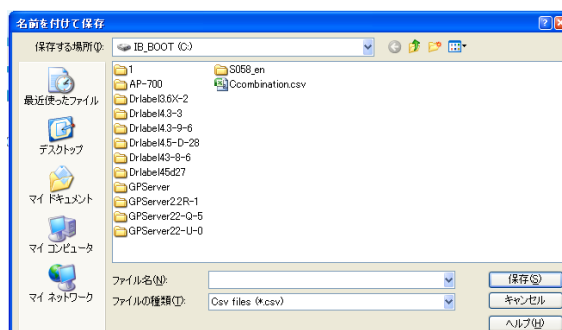 名前を付けて保存
保存する場所(I):
IB_BOOT (C:)
最近使ったファイル
デスクトップ
マイ ドキュメント
マイ コンピュータ
マイ ネットワーク
1
AP-700
Drlabel3.6X-2
Drlabel4.3-3
Drlabel4.3-9-6
Drlabel4.5-D-28
Drlabel43-8-6
Drlabel45d27
GPServer
GPServer2.2R-1
GPServer22-Q-5
GPServer22-U-0
S058_en
Ccombination.csv
ファイル名(N):
保存(S)
ファイルの種類(T):
Csv files (*.csv)
キャンセル
ヘルプ(H)